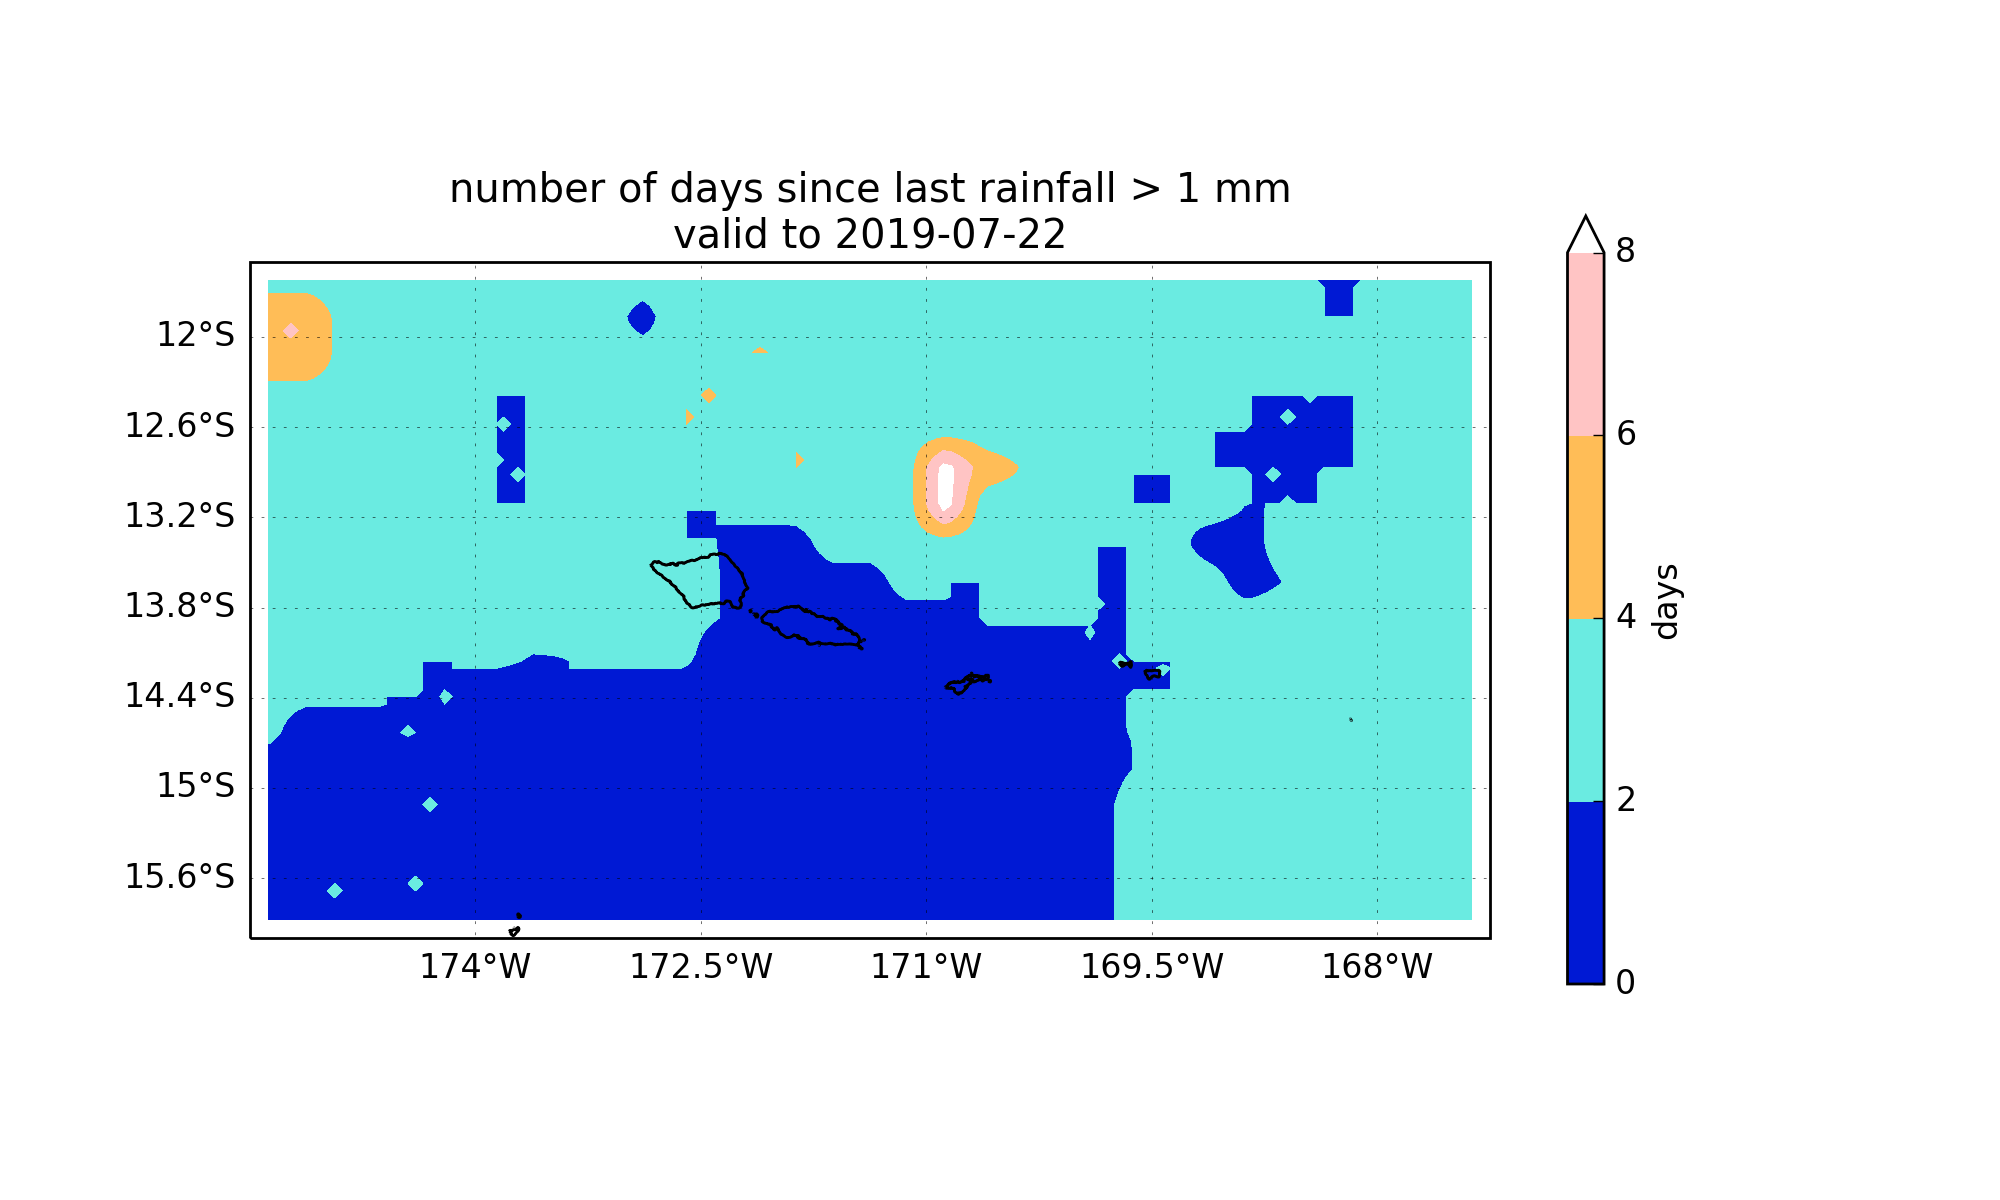 number of days since last rainfall > 1 mm
valid to 2019-07-22
12°S
12.6°S
13.2°S
13.8°S
14.4°S
15°S
15.6°S
174°W 172.5°W 171°W 169.5°W 168°W
8
6
4
2
0
days